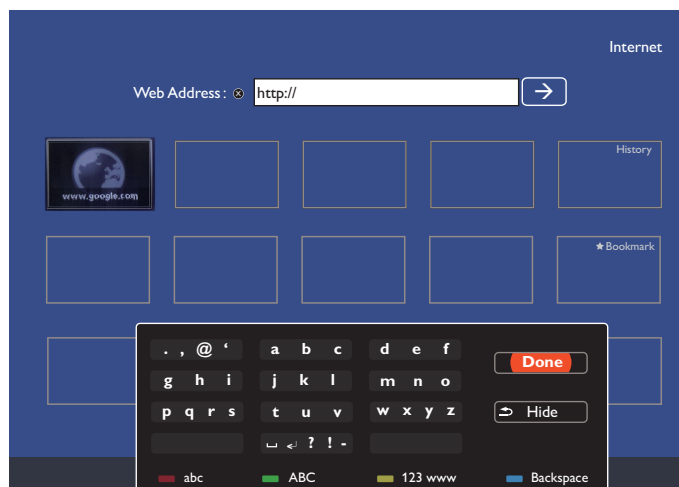 Internet
Web Address : http://
www.google.com
History
★Bookmark
. , @ ‘ a b c d e f
Done
g h i j k l m n o
p q r s t u v w x y z
Hide
␣ ↲ ? ! -
abc ABC 123 www Backspace